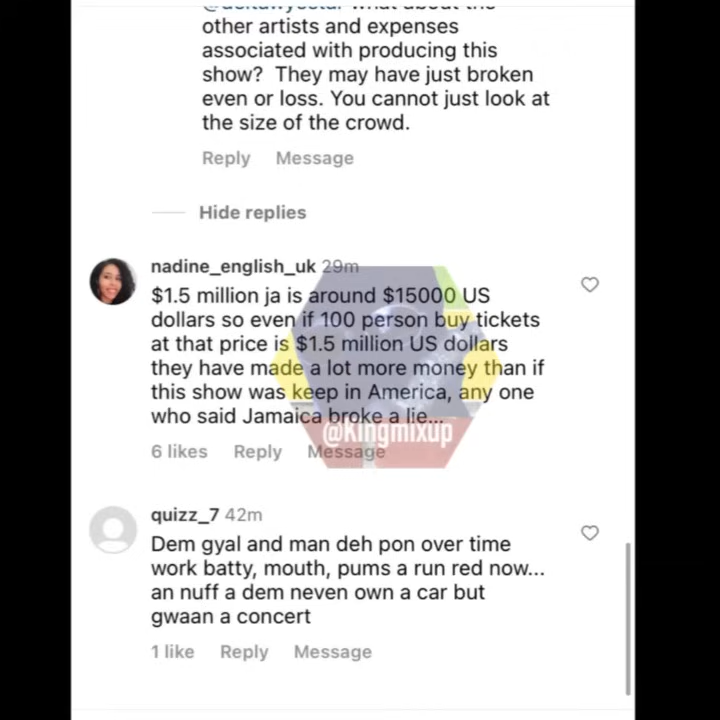 other artists and expenses
associated with producing this
show?  They may have just broken
even or loss. You cannot just look at
the size of the crowd.
Reply Message
Hide replies
nadine_english_uk 29m
$1.5 million ja is around $15000 US
dollars so even if 100 person buy tickets
at that price is $1.5 million US dollars
they have made a lot more money than if
this show was keep in America, any one
who said Jamaica broke a lie...
@kingmixup
6 likes Reply Message
quizz_7 42m
Dem gyal and man deh pon over time
work batty, mouth, pums a run red now...
an nuff a dem neven own a car but
gwaan a concert
1 like Reply Message